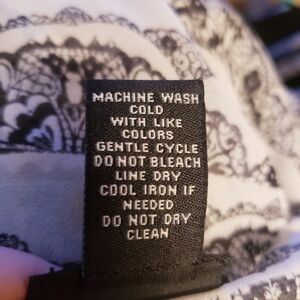 MACHINE WASH
COLD
WITH LIKE
COLORS
GENTLE CYCLE
DO NOT BLEACH
LINE DRY
COOL IRON IF
NEEDED
DO NOT DRY
CLEAN